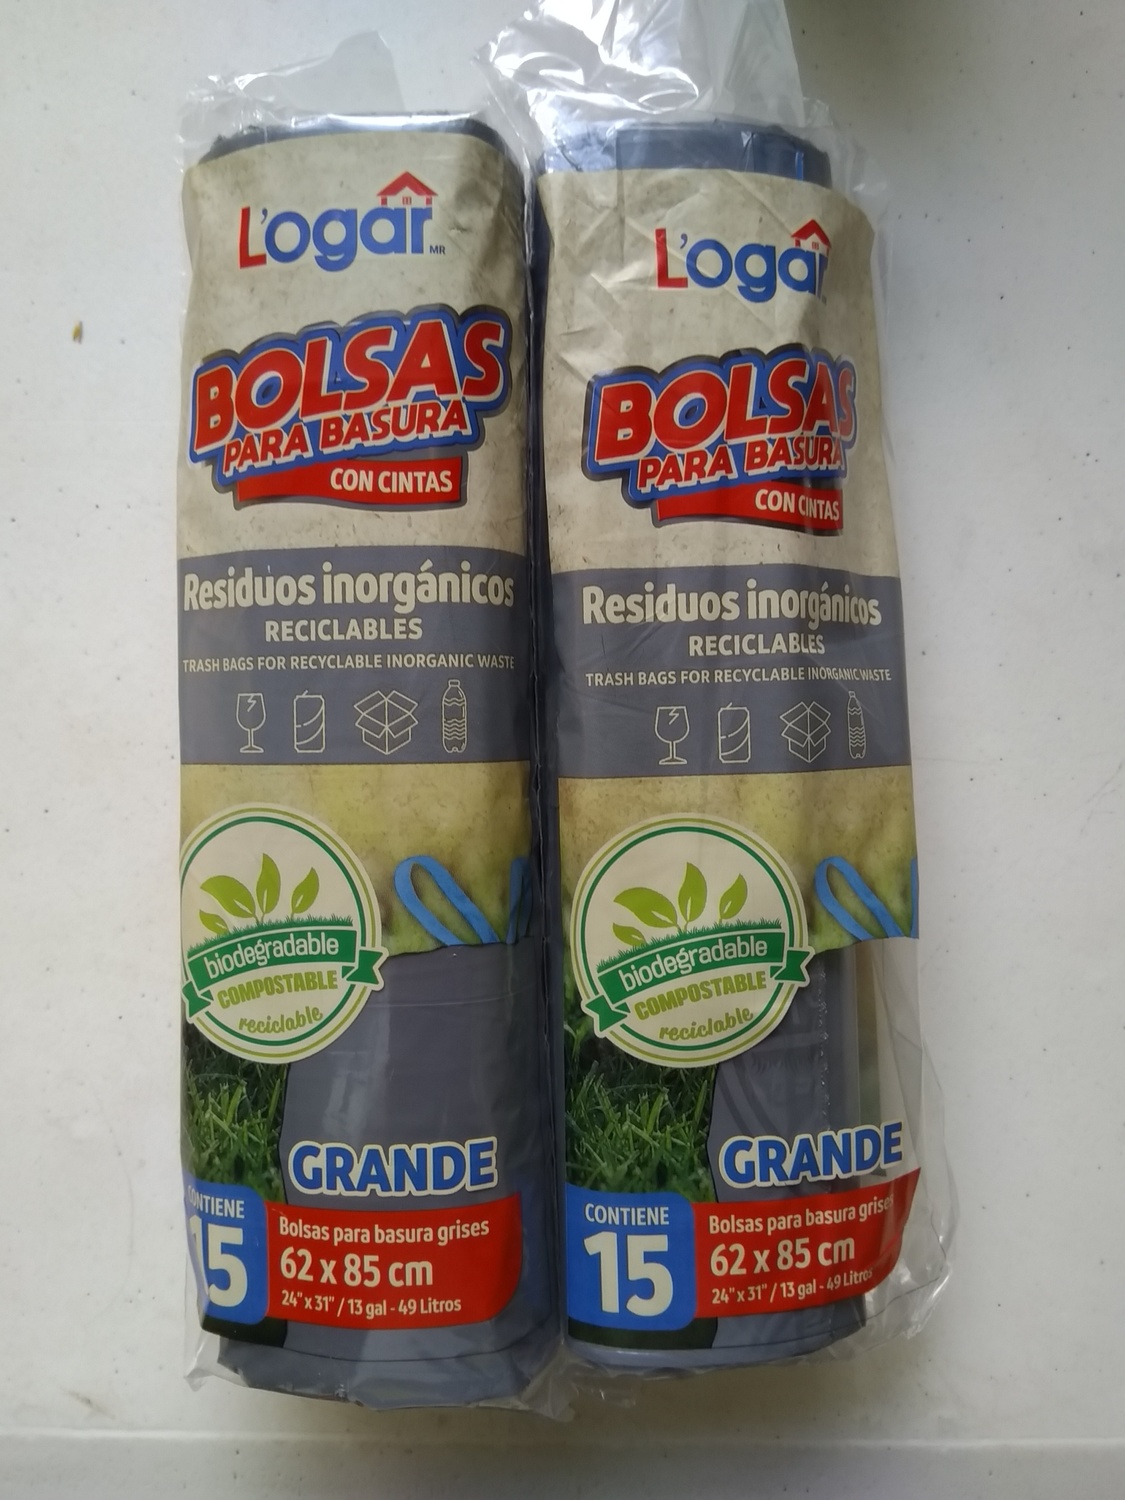 L'ogar MR
BOLSAS
PARA BASURA
CON CINTAS
Residuos inorgánicos
RECICLABLES
TRASH BAGS FOR RECYCLABLE INORGANIC WASTE
biodegradable
COMPOSTABLE
reciclable
GRANDE
CONTIENE
15
Bolsas para basura grises
62 x 85 cm
24" x 31" / 13 gal - 49 Litros
L'ogar
BOLSAS
PARA BASURA
CON CINTAS
Residuos inorgánicos
RECICLABLES
TRASH BAGS FOR RECYCLABLE INORGANIC WASTE
biodegradable
COMPOSTABLE
reciclable
GRANDE
CONTIENE
15
Bolsas para basura grises
62 x 85 cm
24" x 31" / 13 gal - 49 Litros